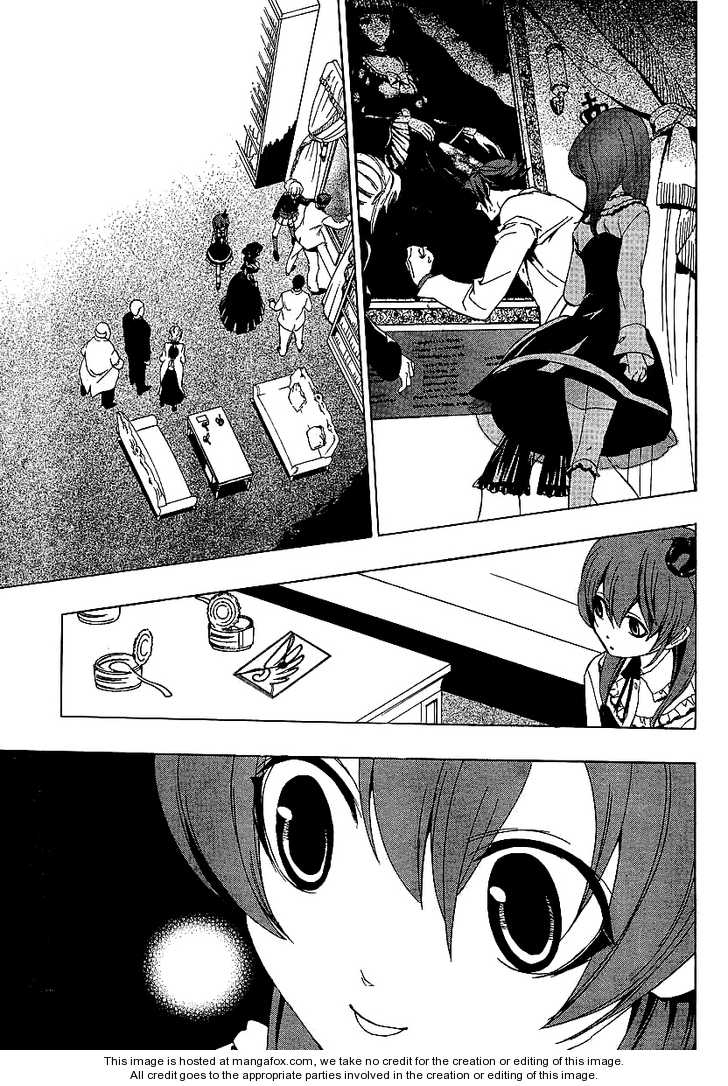 This image is hosted at mangafox.com, we take no credit for the creation or editing of this image.
All credit goes to the appropriate parties involved in the creation or editing of this image.